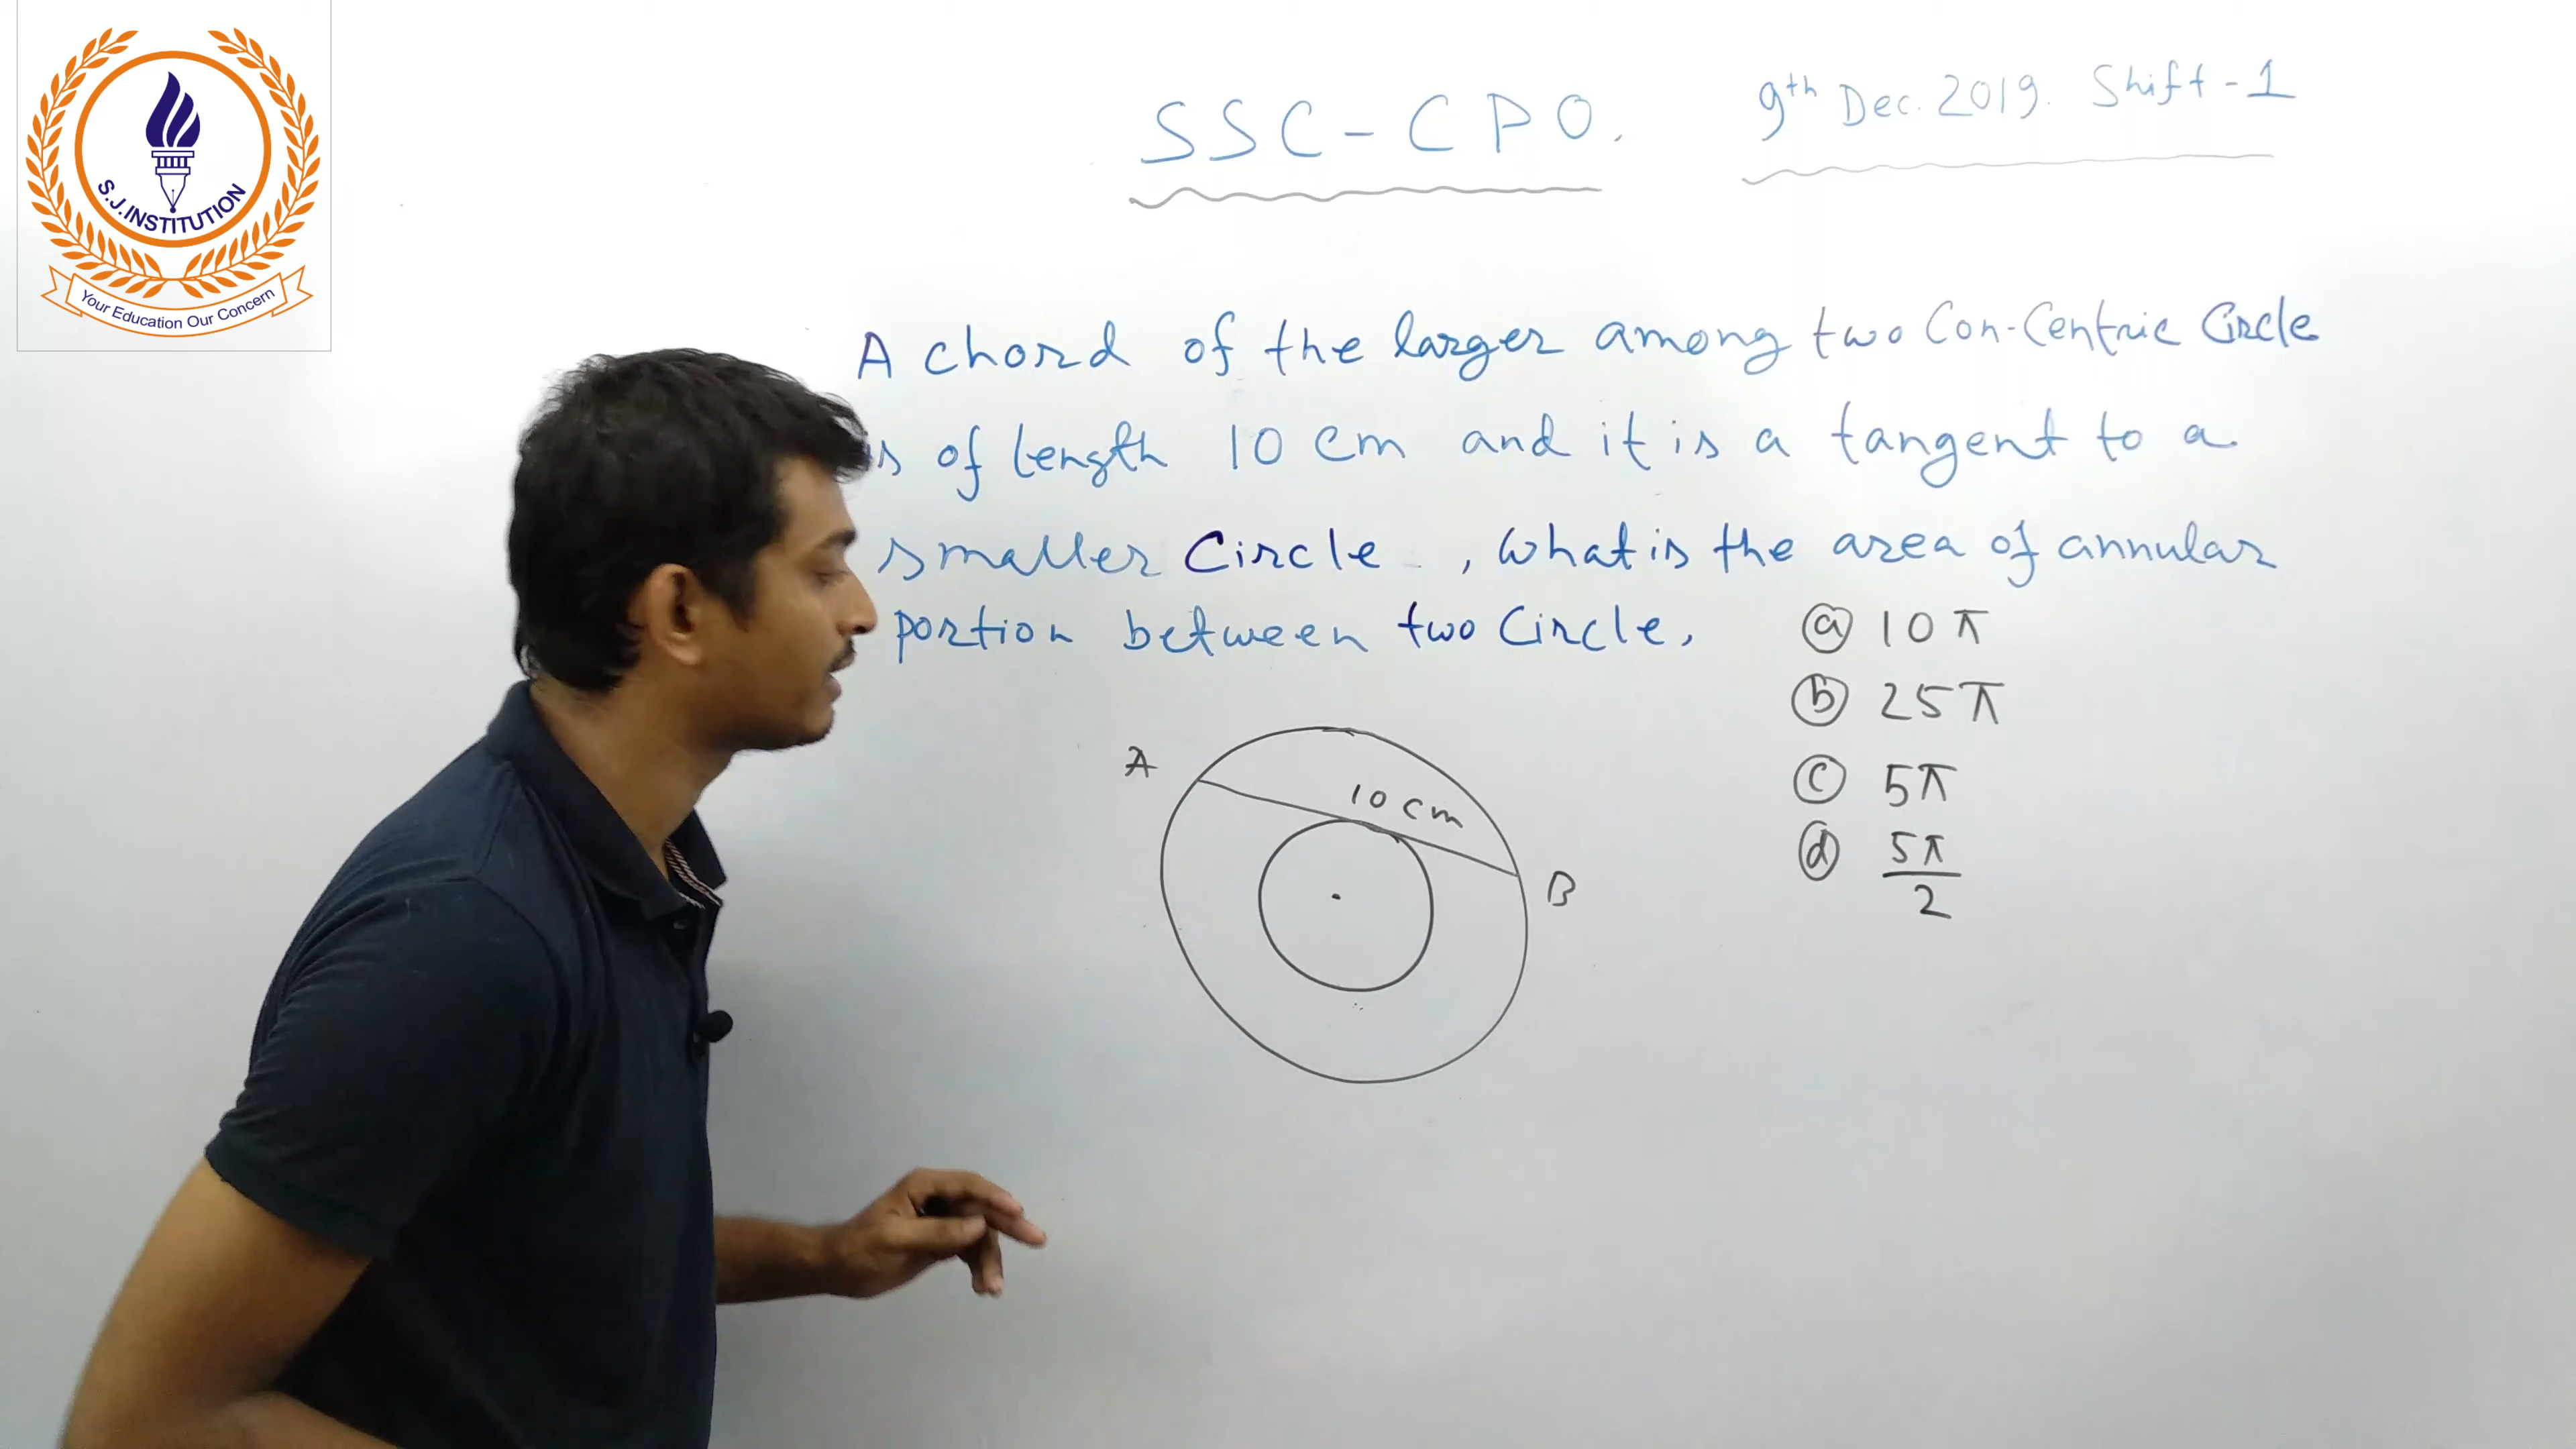 S.J.INSTITUTION
Your Education Our Concern
SSC-CPO.
9th Dec. 2019. Shift-1
A chord of the larger among two Con-Centric Circle
of length 10 cm and it is a tangent to a
smaller Circle , what is the area of annular
portion between two Circle.
a 10π
b 25π
c 5π
d 5π/2
A
10 cm
B